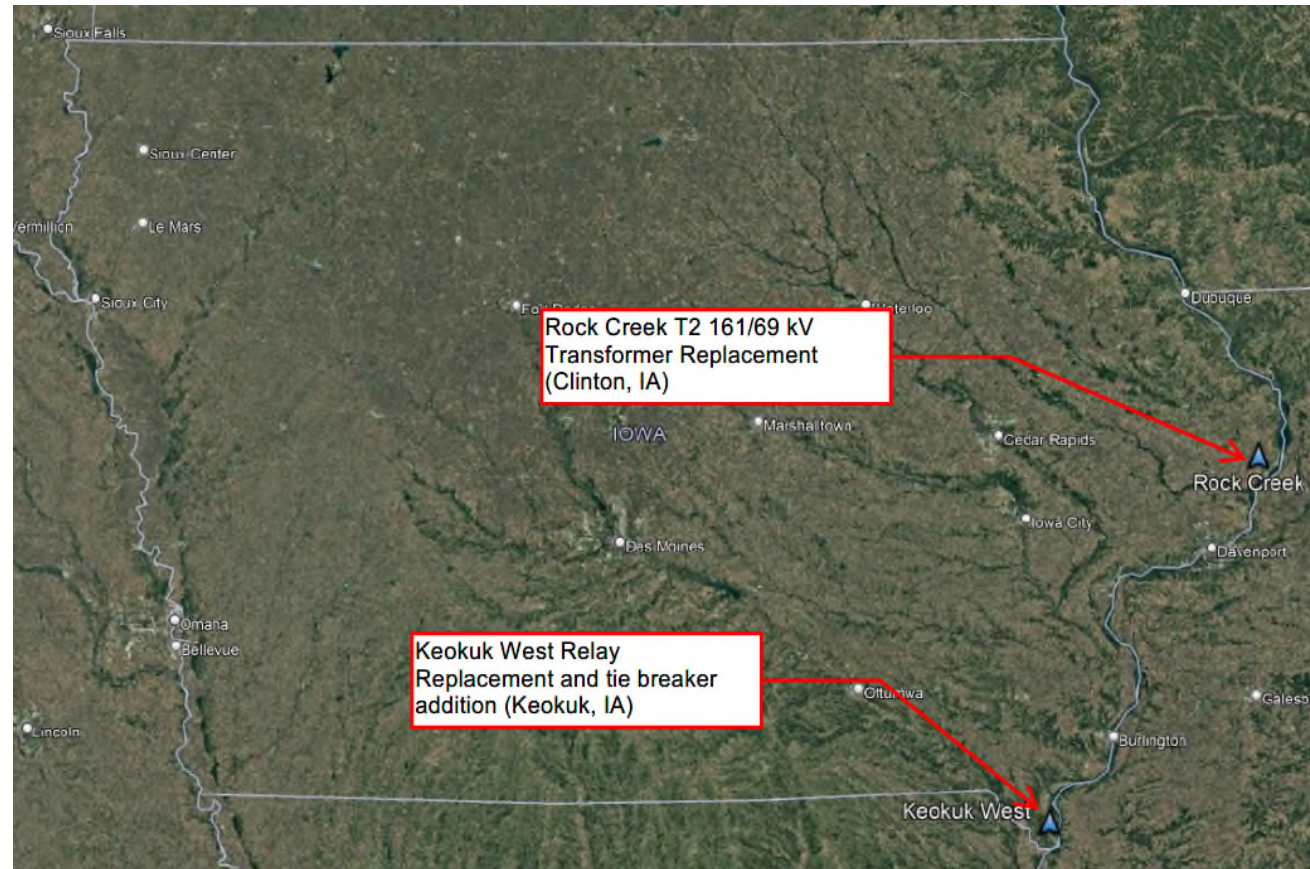 Sioux Falls
Sioux Center
Vermillion
Le Mars
Sioux City
Dubuque
Waterloo
Rock Creek T2 161/69 kV
Transformer Replacement
(Clinton, IA)
IOWA
Marshalltown
Cedar Rapids
Rock Creek
Iowa City
Des Moines
Davenport
Omaha
Bellevue
Keokuk West Relay
Replacement and tie breaker
addition (Keokuk, IA)
Ottumwa
Galesb
Lincoln
Burlington
Keokuk West